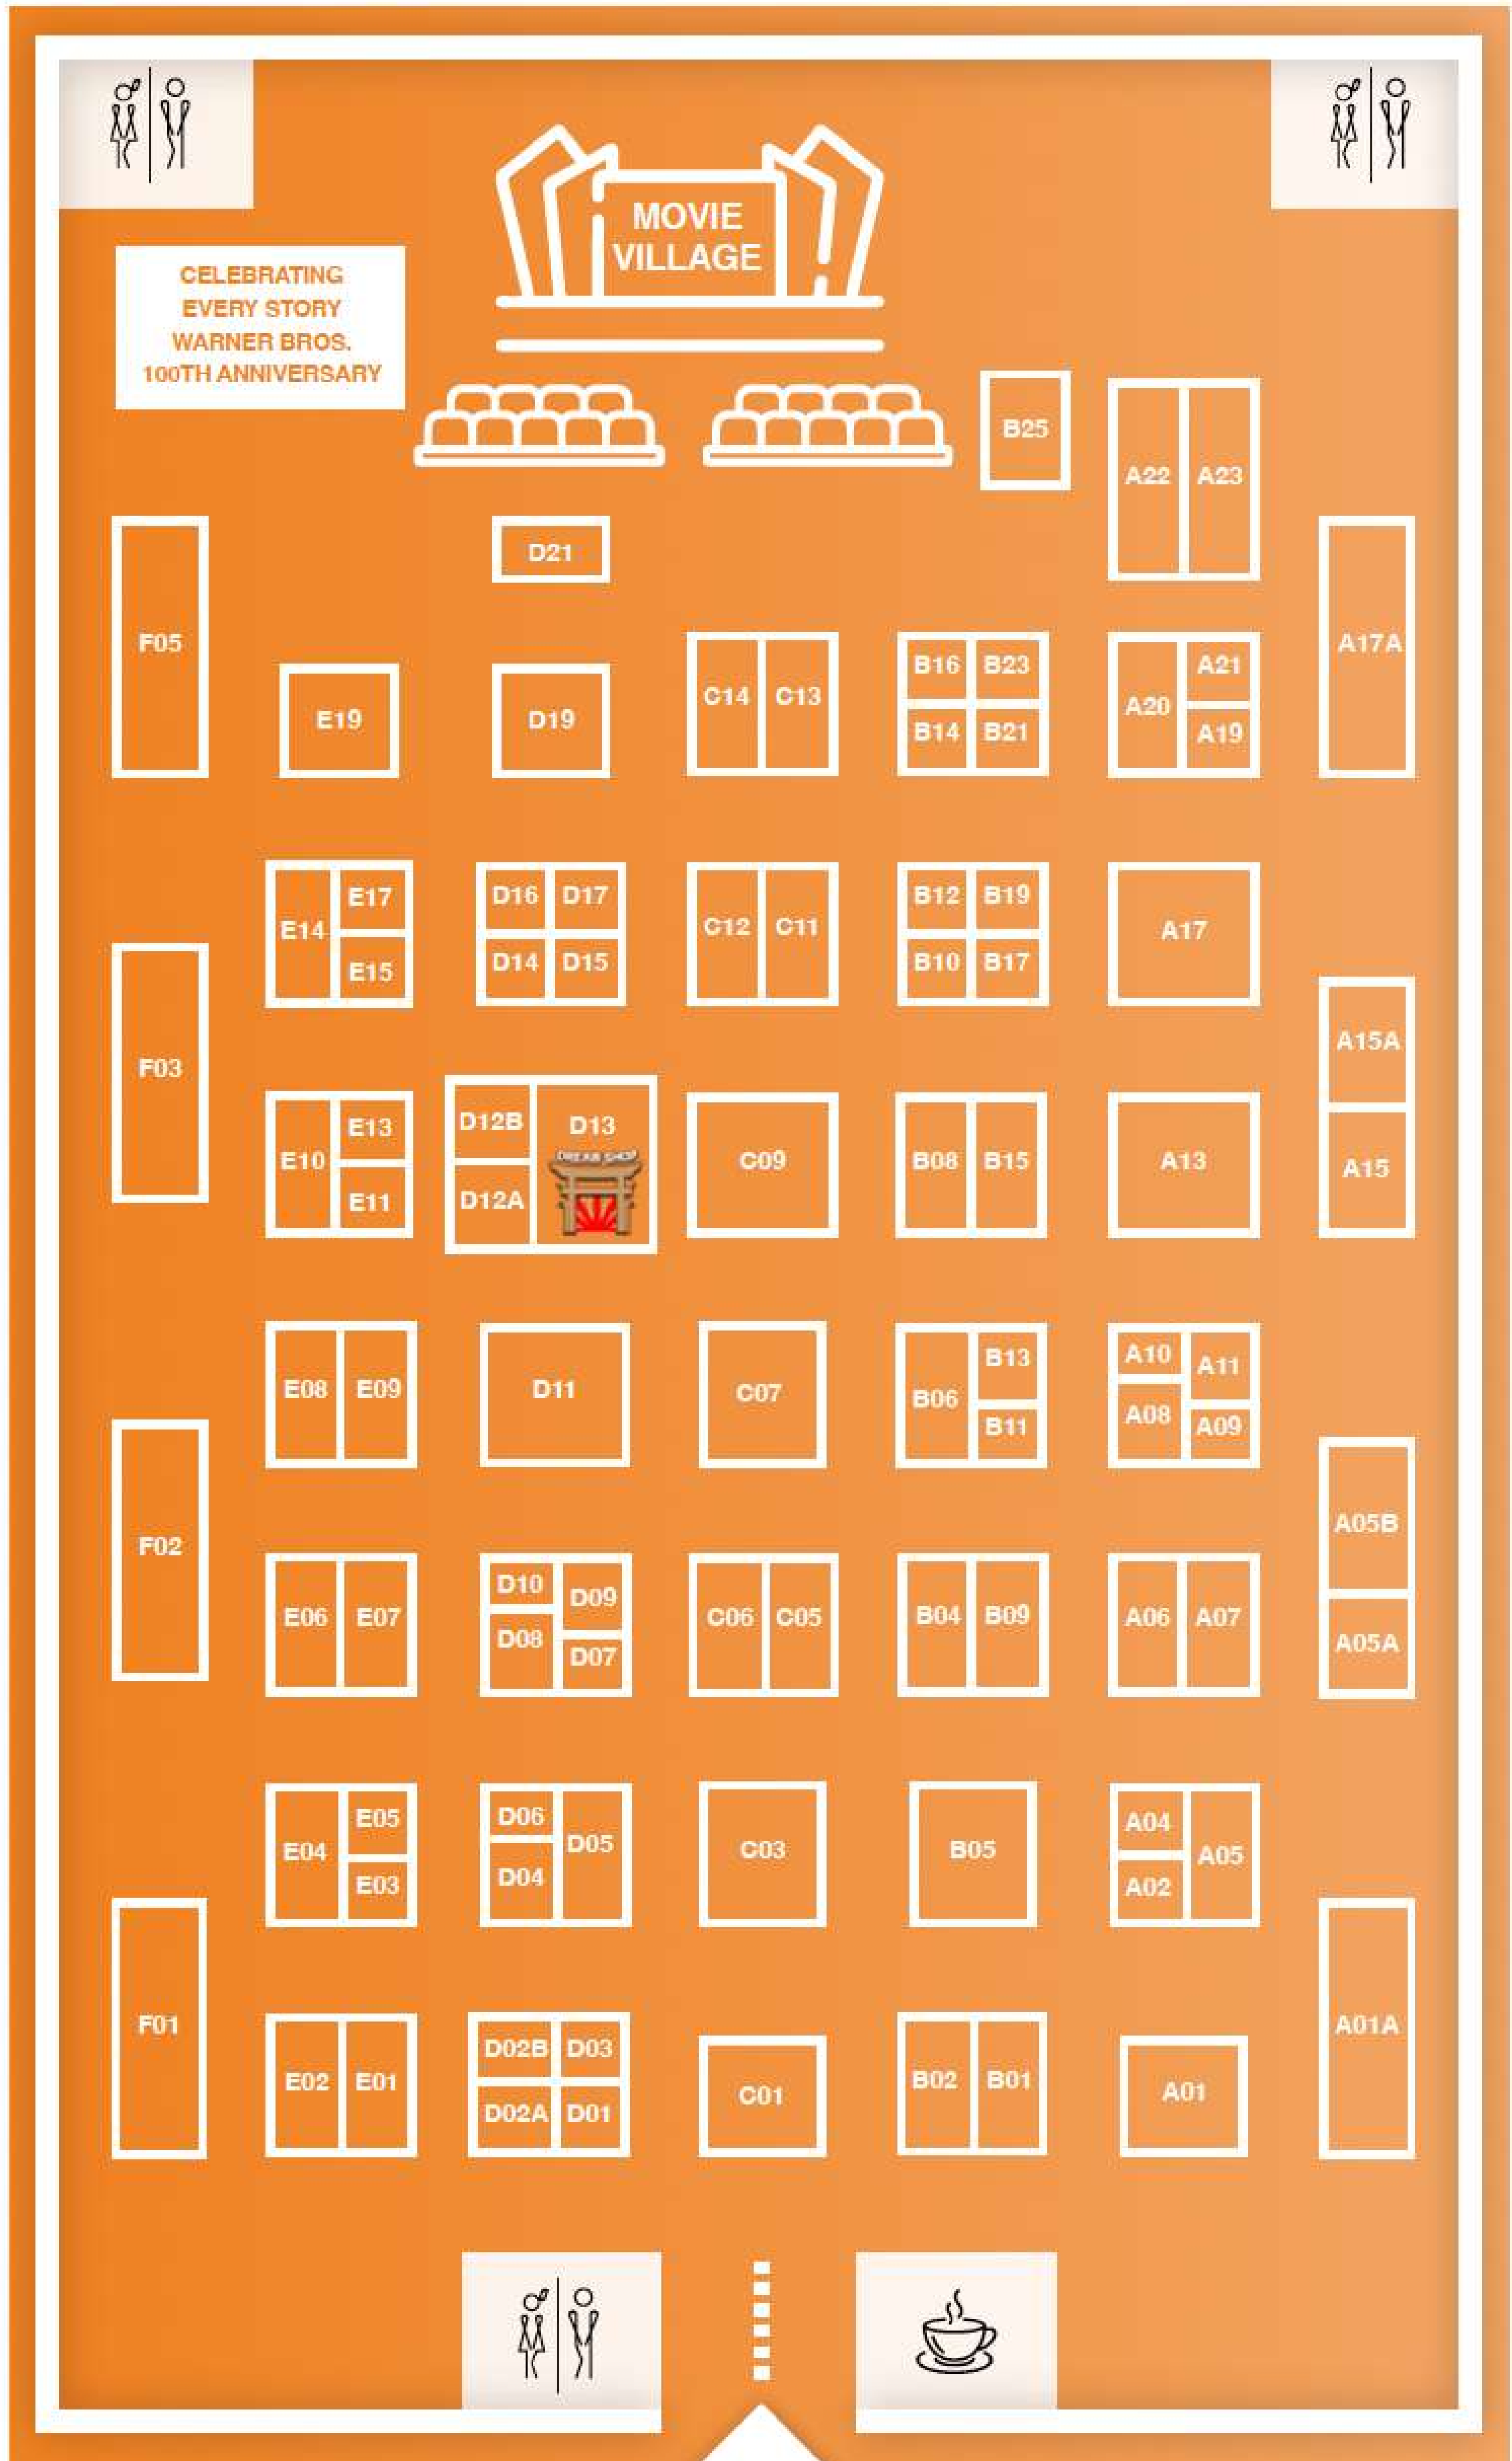 MOVIE
VILLAGE
CELEBRATING
EVERY STORY
WARNER BROS.
100TH ANNIVERSARY
B25
A22 A23
D21
F05
A17A
E19
D19
C14 C13
B16 B23
B14 B21
A20
A21
A19
E14
E17
E15
D16 D17
D14 D15
C12 C11
B12 B19
B10 B17
A17
F03
A15A
A15
E10
E13
E11
D12B
D12A
D13
DREAM SHOP
C09
B08 B15
A13
E08 E09
D11
C07
B06
B13
B11
A10
A11
A08
A09
F02
A05B
A05A
E06 E07
D10
D09
D08
D07
C06 C05
B04 B09
A06 A07
E04
E05
E03
D06
D05
D04
C03
B05
A04
A05
A02
F01
A01A
E02 E01
D02B D03
D02A D01
C01
B02 B01
A01